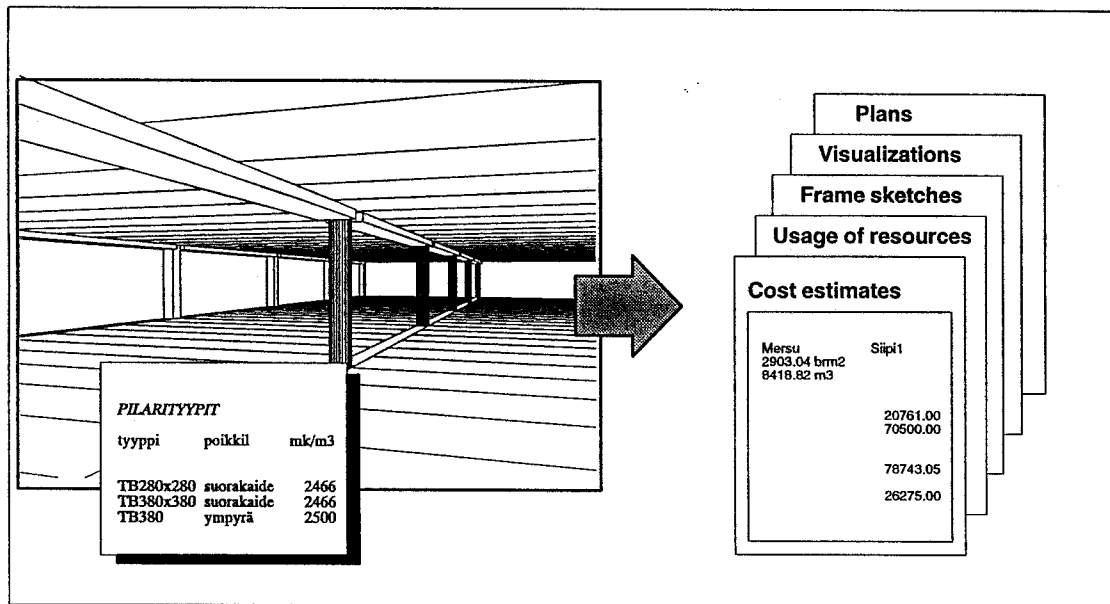 PILARITYYPIT
tyyppi poikkil mk/m3
TB280x280 suorakaide 2466
TB380x380 suorakaide 2466
TB380 ympyrä 2500
Plans
Visualizations
Frame sketches
Usage of resources
Cost estimates
Mersu Siipi1
2903.04 brm2
8418.82 m3
20761.00
70500.00
78743.05
26275.00